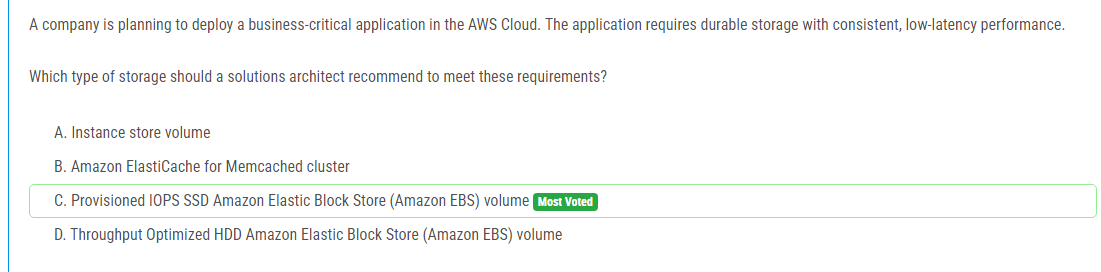 A company is planning to deploy a business-critical application in the AWS Cloud. The application requires durable storage with consistent, low-latency performance.
Which type of storage should a solutions architect recommend to meet these requirements?
A. Instance store volume
B. Amazon ElastiCache for Memcached cluster
C. Provisioned IOPS SSD Amazon Elastic Block Store (Amazon EBS) volume Most Voted
D. Throughput Optimized HDD Amazon Elastic Block Store (Amazon EBS) volume